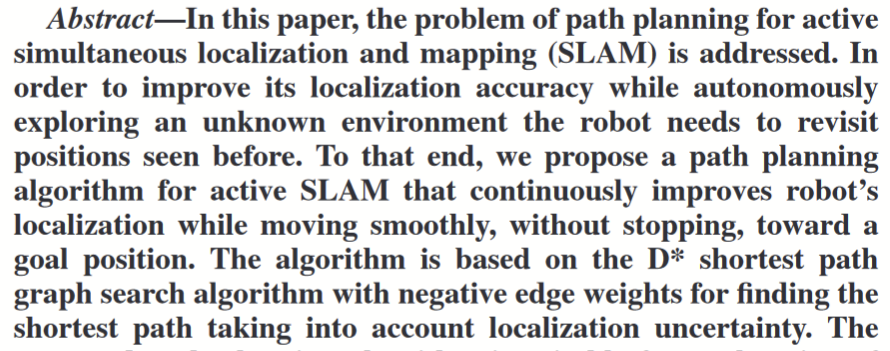 Abstract—In this paper, the problem of path planning for active
simultaneous localization and mapping (SLAM) is addressed. In
order to improve its localization accuracy while autonomously
exploring an unknown environment the robot needs to revisit
positions seen before. To that end, we propose a path planning
algorithm for active SLAM that continuously improves robot's
localization while moving smoothly, without stopping, toward a
goal position. The algorithm is based on the D* shortest path
graph search algorithm with negative edge weights for finding the
shortest path taking into account localization uncertainty. The